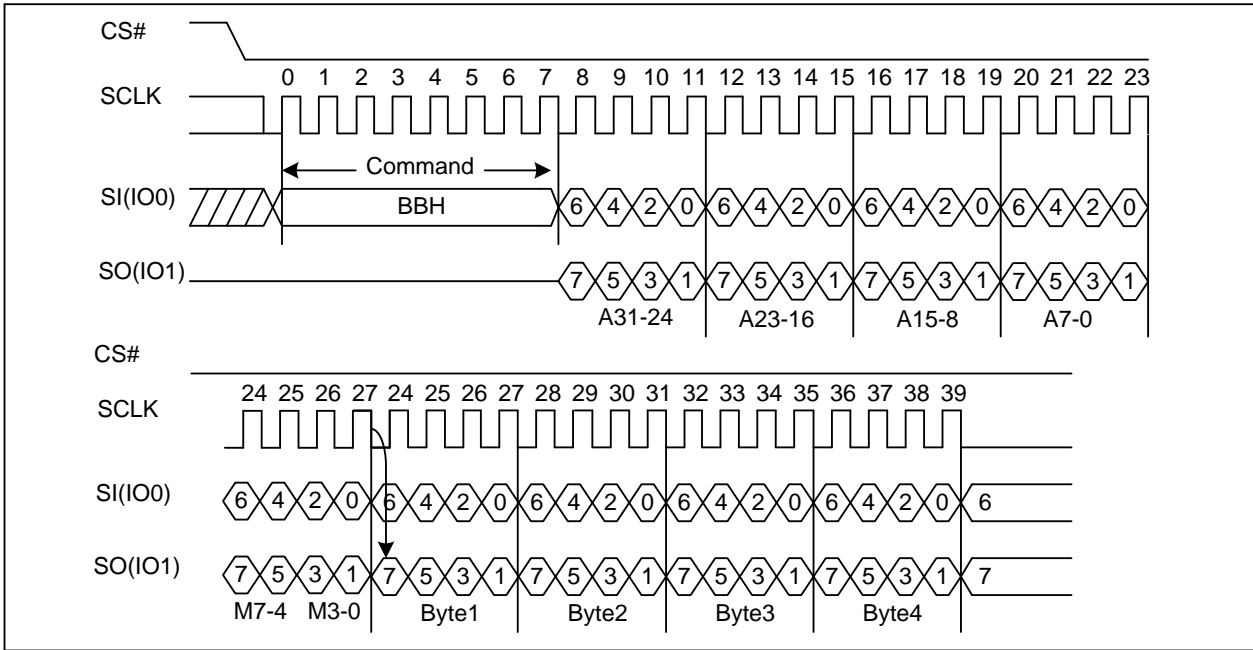 CS#
0 1 2 3 4 5 6 7 8 9 10 11 12 13 14 15 16 17 18 19 20 21 22 23
SCLK
Command
SI(IO0) BBH 6 4 2 0 6 4 2 0 6 4 2 0 6 4 2 0
SO(IO1) 7 5 3 1 7 5 3 1 7 5 3 1 7 5 3 1
A31-24 A23-16 A15-8 A7-0
CS#
24 25 26 27 24 25 26 27 28 29 30 31 32 33 34 35 36 37 38 39
SCLK
SI(IO0) 6 4 2 0 6 4 2 0 6 4 2 0 6 4 2 0 6 4 2 0 6
SO(IO1) 7 5 3 1 7 5 3 1 7 5 3 1 7 5 3 1 7 5 3 1 7
M7-4 M3-0 Byte1 Byte2 Byte3 Byte4